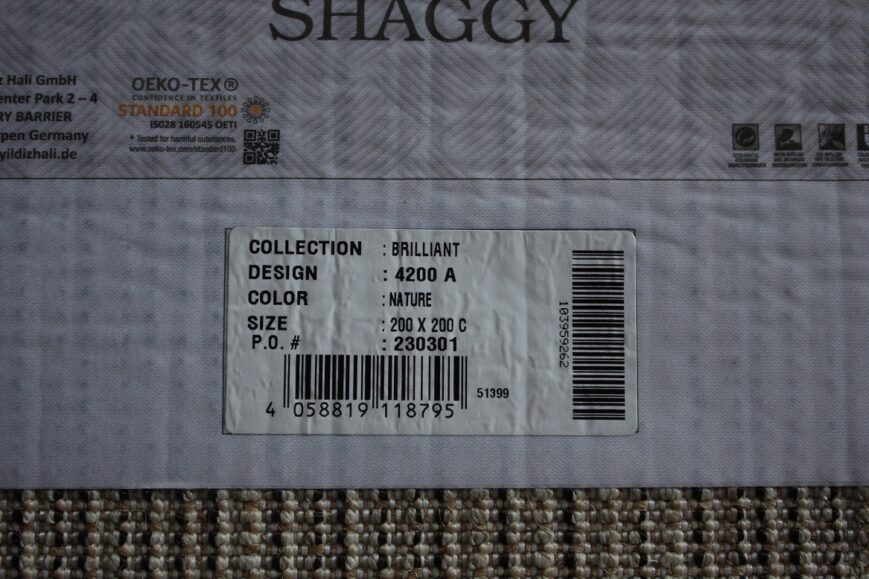 SHAGGY
z Hali GmbH
enter Park 2 – 4
RY BARRIER
pen Germany
yildizhali.de
OEKO-TEX®
CONFIDENCE IN TEXTILES
STANDARD 100
IS028 160545 OETI
* Tested for harmful substances.
www.oeko-tex.com/standard100
COLLECTION : BRILLIANT
DESIGN : 4200 A
COLOR : NATURE
SIZE : 200 X 200 C
P.O. # : 230301
4 058819 118795
51399
103959262